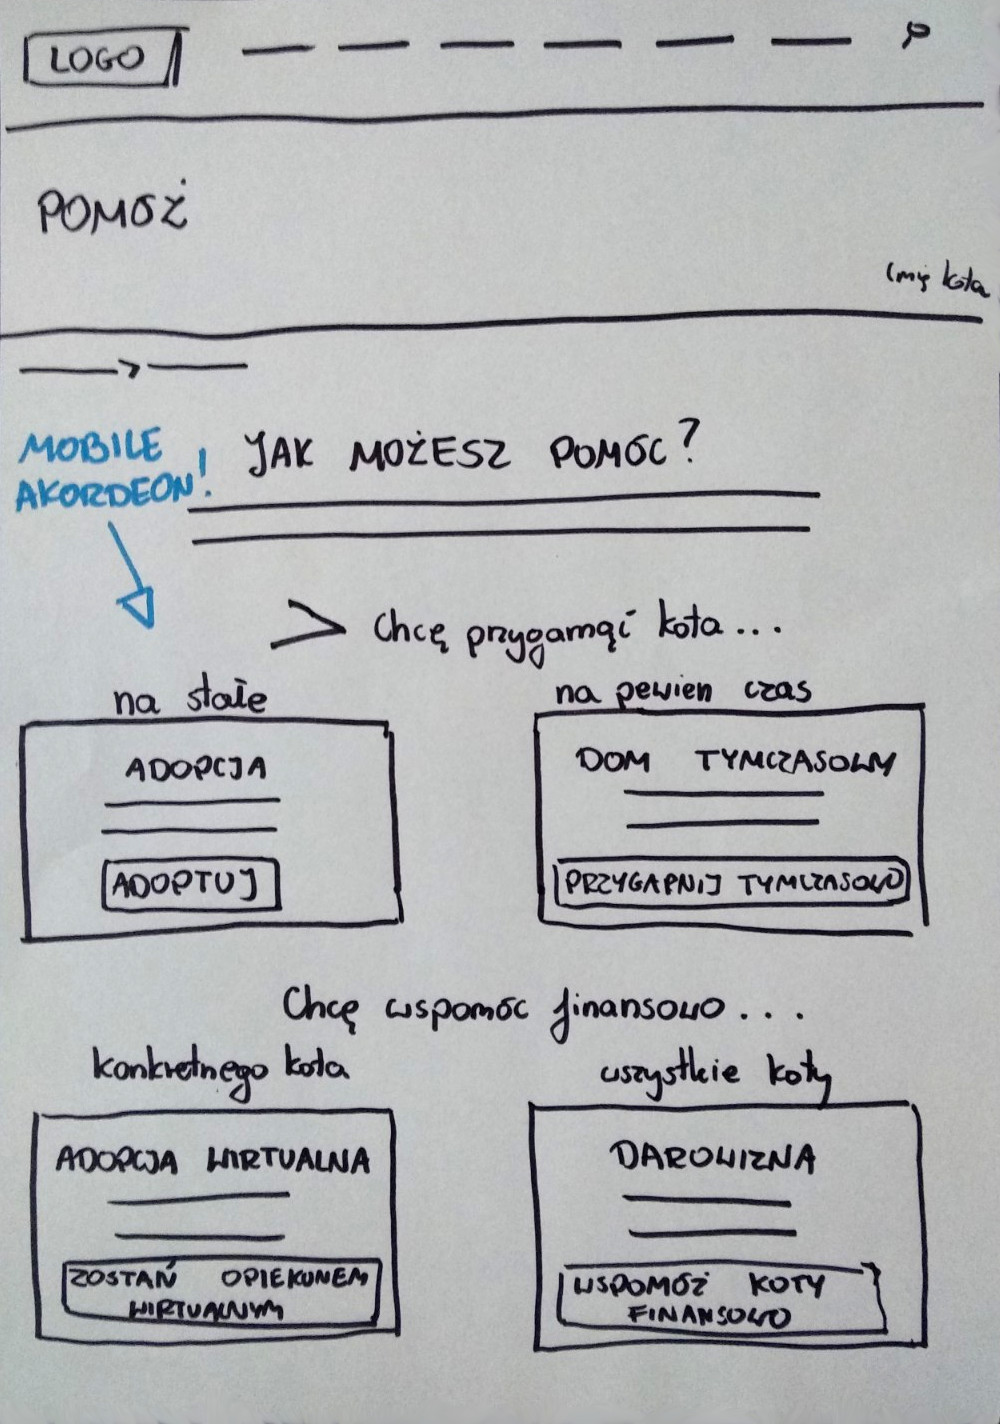 LOGO
POMÓŻ
imię kota
MOBILE
AKORDEON!
JAK MOŻESZ POMÓC?
> Chcę przygarnąć kota...
na stałe
na pewien czas
ADOPCJA
DOM TYMCZASOWY
ADOPTUJ
PRZYGARNIJ TYMCZASOWO
Chcę wspomóc finansowo...
konkretnego kota
wszystkie koty
ADOPCJA WIRTUALNA
DAROWIZNA
ZOSTAŃ OPIEKUNEM
WIRTUALNYM
WSPOMÓŻ KOTY
FINANSOWO